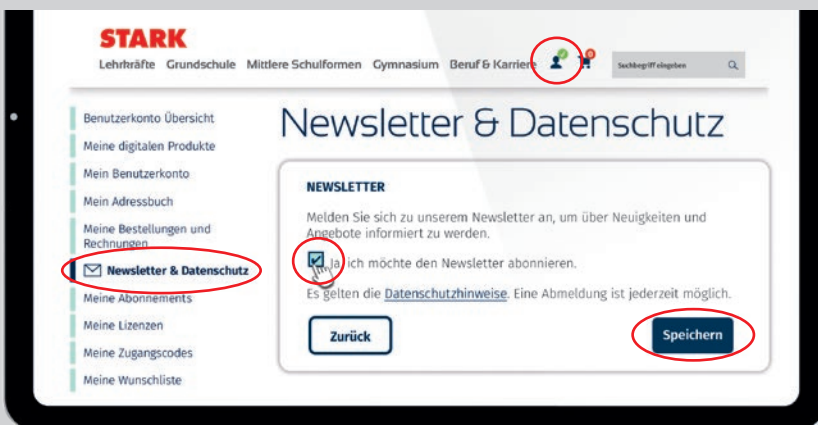 STARK
Lehrkräfte Grundschule Mittlere Schulformen Gymnasium Beruf & Karriere 0 Suchbegriff eingeben
Newsletter & Datenschutz
Benutzerkonto Übersicht
Meine digitalen Produkte
Mein Benutzerkonto
Mein Adressbuch
Meine Bestellungen und
Rechnungen
Newsletter & Datenschutz
Meine Abonnements
Meine Lizenzen
Meine Zugangscodes
Meine Wunschliste
NEWSLETTER
Melden Sie sich zu unserem Newsletter an, um über Neuigkeiten und
Angebote informiert zu werden.
Ja, ich möchte den Newsletter abonnieren.
Es gelten die Datenschutzhinweise. Eine Abmeldung ist jederzeit möglich.
Zurück
Speichern